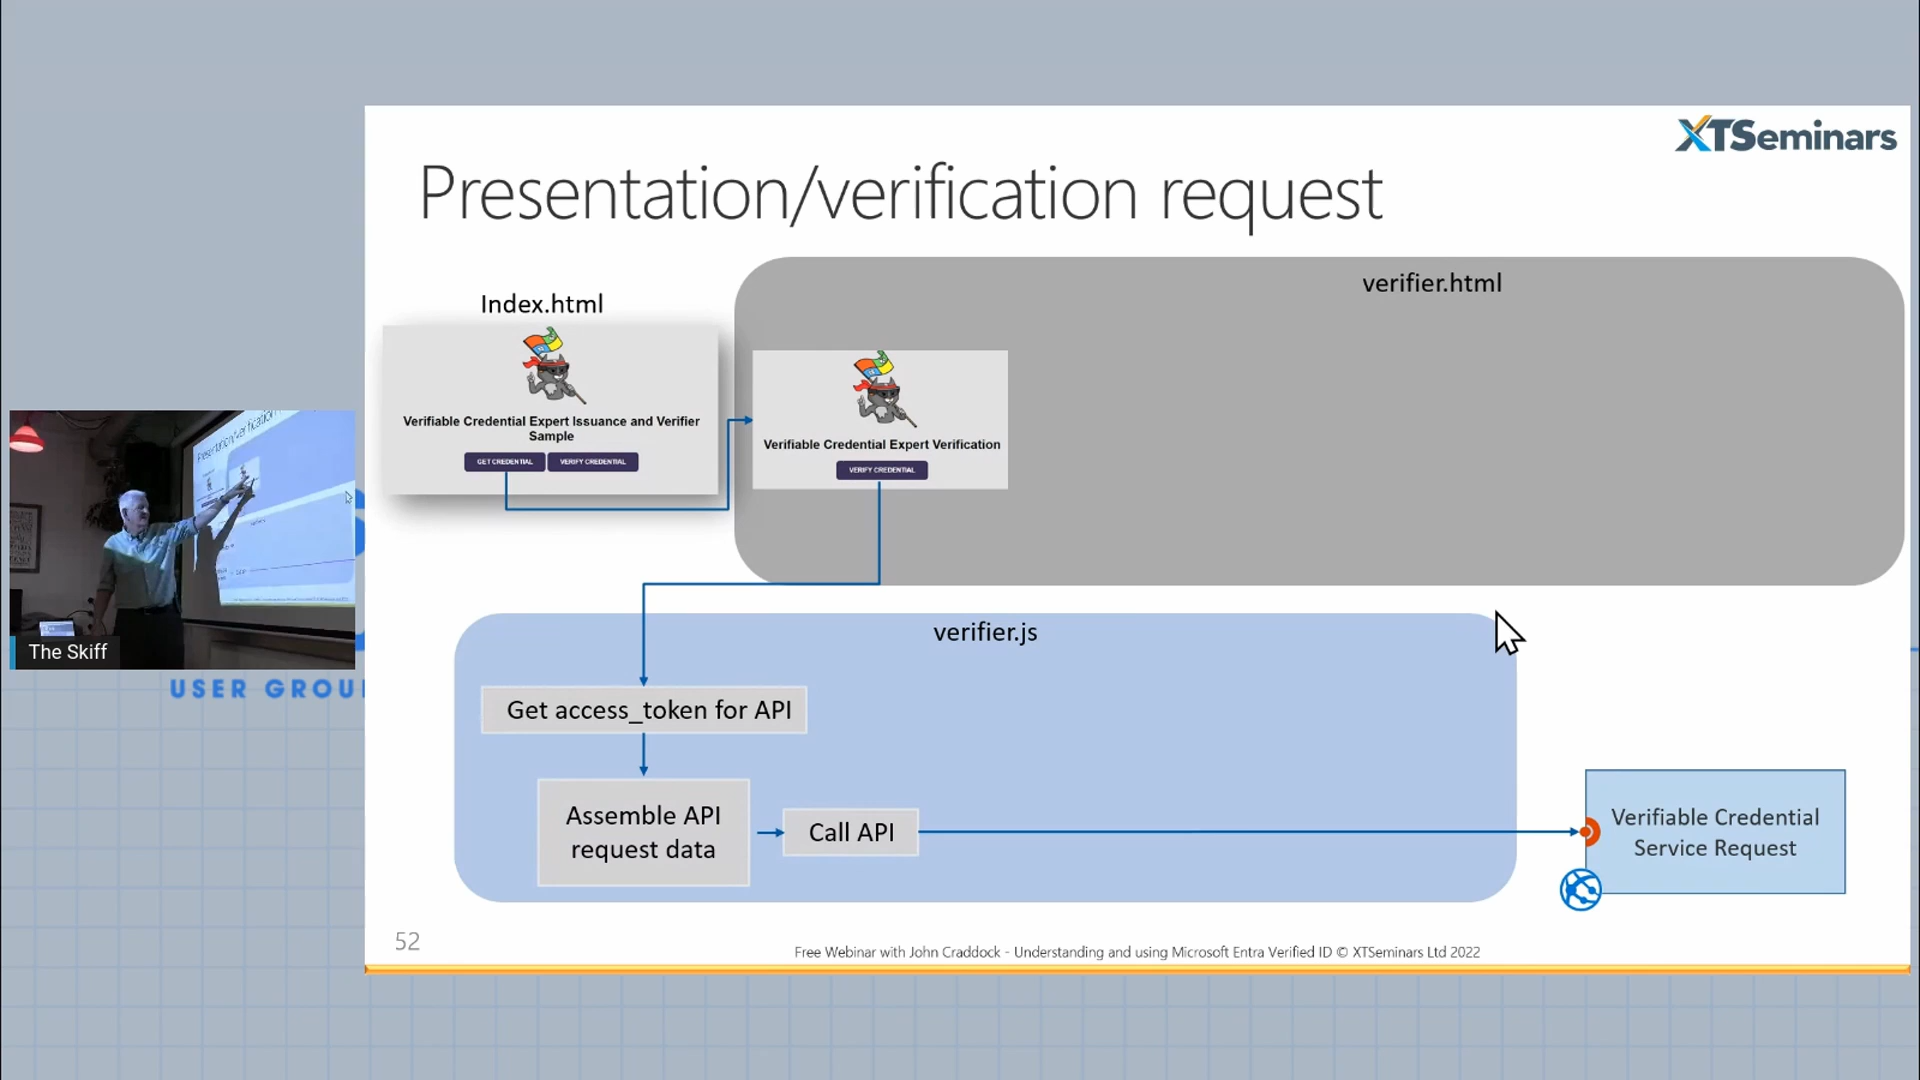 XTSeminars
Presentation/verification request
verifier.html
Index.html
Verifiable Credential Expert Issuance and Verifier
Sample
GET CREDENTIAL
VERIFY CREDENTIAL
Verifiable Credential Expert Verification
VERIFY CREDENTIAL
Presentation/verification
The Skiff
USER GROU
verifier.js
Get access_token for API
Assemble API
request data
Call API
Verifiable Credential
Service Request
52
Free Webinar with John Craddock - Understanding and using Microsoft Entra Verified ID © XTSeminars Ltd 2022